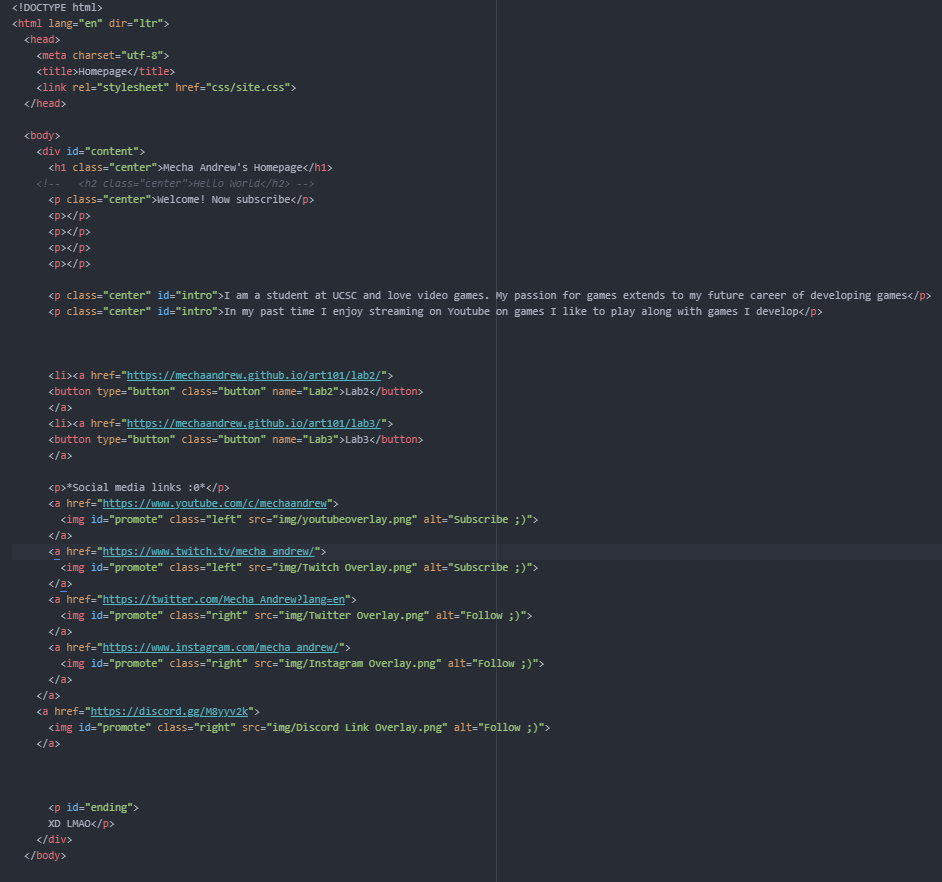 <!DOCTYPE html>
<html lang="en" dir="ltr">
<head>
<meta charset="utf-8">
<title>Homepage</title>
<link rel="stylesheet" href="css/site.css">
</head>
<body>
<div id="content">
<h1 class="center">Mecha Andrew's Homepage</h1>
<!--   <h2 class="center">Hello World</h2> -->
<p class="center">Welcome! Now subscribe</p>
<p></p>
<p></p>
<p></p>
<p></p>
<p class="center" id="intro">I am a student at UCSC and love video games. My passion for games extends to my future career of developing games</p>
<p class="center" id="intro">In my past time I enjoy streaming on Youtube on games I like to play along with games I develop</p>
<li><a href="https://mechaandrew.github.io/art101/lab2/">
<button type="button" class="button" name="Lab2">Lab2</button>
</a>
<li><a href="https://mechaandrew.github.io/art101/lab3/">
<button type="button" class="button" name="Lab3">Lab3</button>
</a>
<p>*Social media links :0*</p>
<a href="https://www.youtube.com/c/mechaandrew">
<img id="promote" class="left" src="img/youtubeoverlay.png" alt="Subscribe ;)">
</a>
<a href="https://www.twitch.tv/mecha_andrew/">
<img id="promote" class="left" src="img/Twitch Overlay.png" alt="Subscribe ;)">
</a>
<a href="https://twitter.com/Mecha_Andrew?lang=en">
<img id="promote" class="right" src="img/Twitter Overlay.png" alt="Follow ;)">
</a>
<a href="https://www.instagram.com/mecha_andrew/">
<img id="promote" class="right" src="img/Instagram Overlay.png" alt="Follow ;)">
</a>
</a>
<a href="https://discord.gg/M8yyv2k">
<img id="promote" class="right" src="img/Discord Link Overlay.png" alt="Follow ;)">
</a>
<p id="ending">
XD LMAO</p>
</div>
</body>